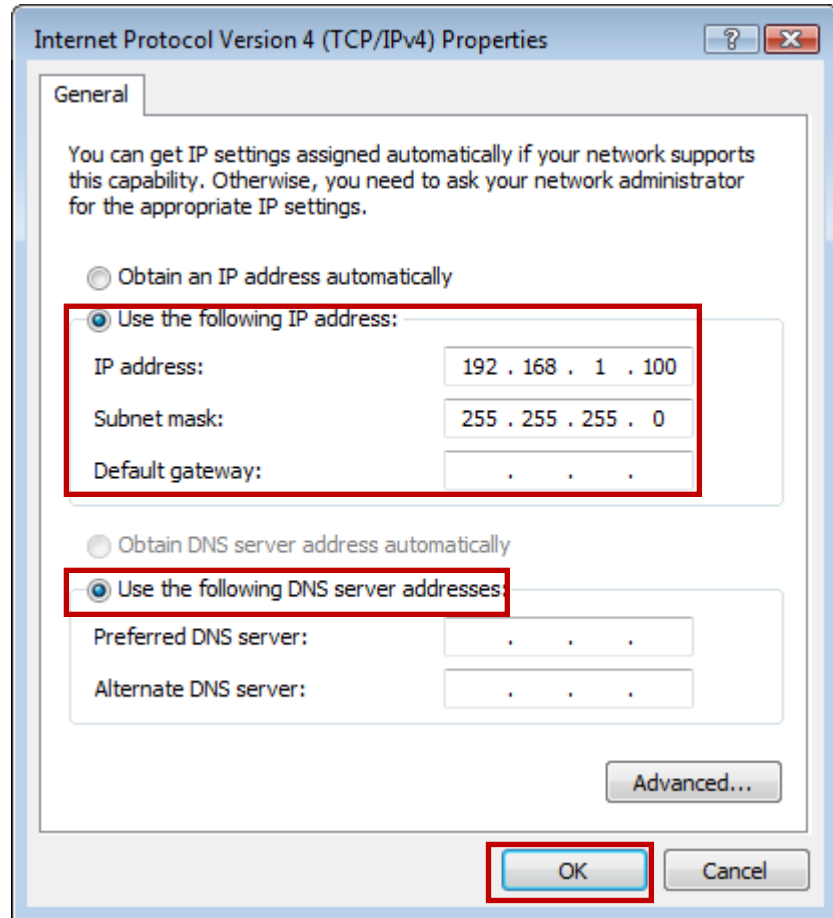 Internet Protocol Version 4 (TCP/IPv4) Properties
General
You can get IP settings assigned automatically if your network supports
this capability. Otherwise, you need to ask your network administrator
for the appropriate IP settings.
Obtain an IP address automatically
Use the following IP address:
IP address: 192 . 168 . 1 . 100
Subnet mask: 255 . 255 . 255 . 0
Default gateway: . . .
Obtain DNS server address automatically
Use the following DNS server addresses:
Preferred DNS server: . . .
Alternate DNS server: . . .
Advanced...
OK Cancel